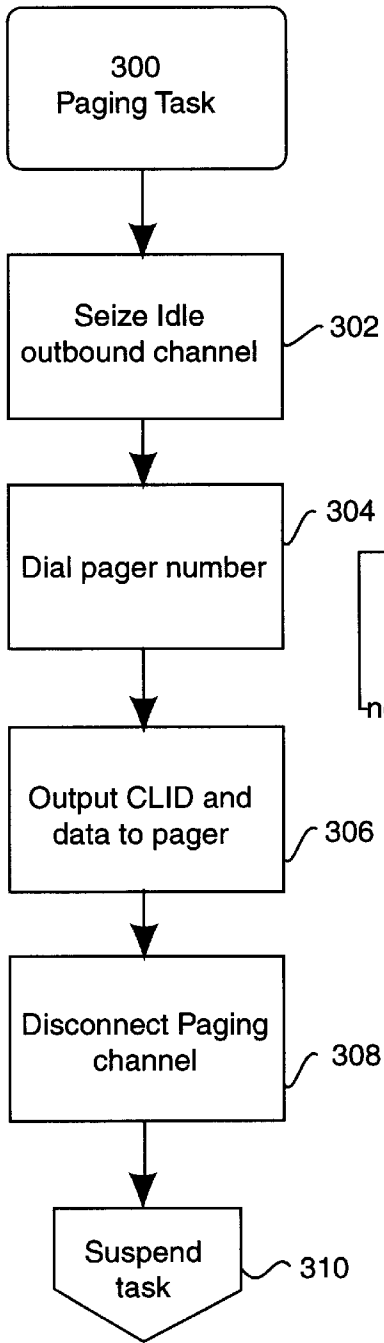 300
Paging Task
Seize Idle
outbound channel
302
304
Dial pager number
Output CLID and
data to pager
306
Disconnect Paging
channel
308
Suspend
task
310